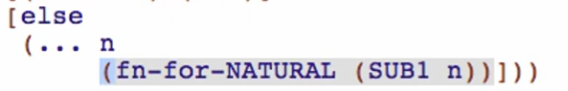 [else
(... n
(fn-for-NATURAL (SUB1 n))]))